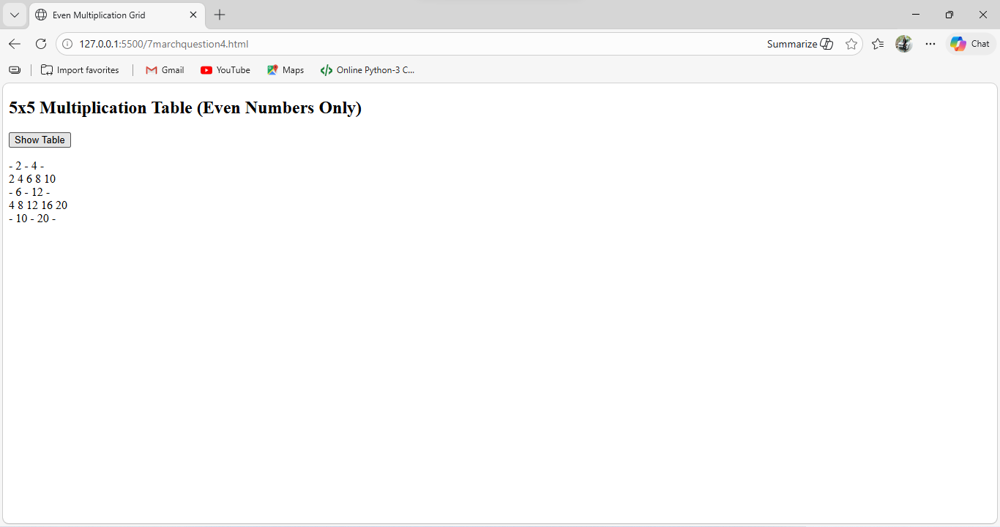 Even Multiplication Grid
127.0.0.1:5500/7marchquestion4.html
Summarize
Chat
Import favorites
Gmail
YouTube
Maps
Online Python-3 C...
5x5 Multiplication Table (Even Numbers Only)
Show Table
- 2 - 4 -
2 4 6 8 10
- 6 - 12 -
4 8 12 16 20
- 10 - 20 -